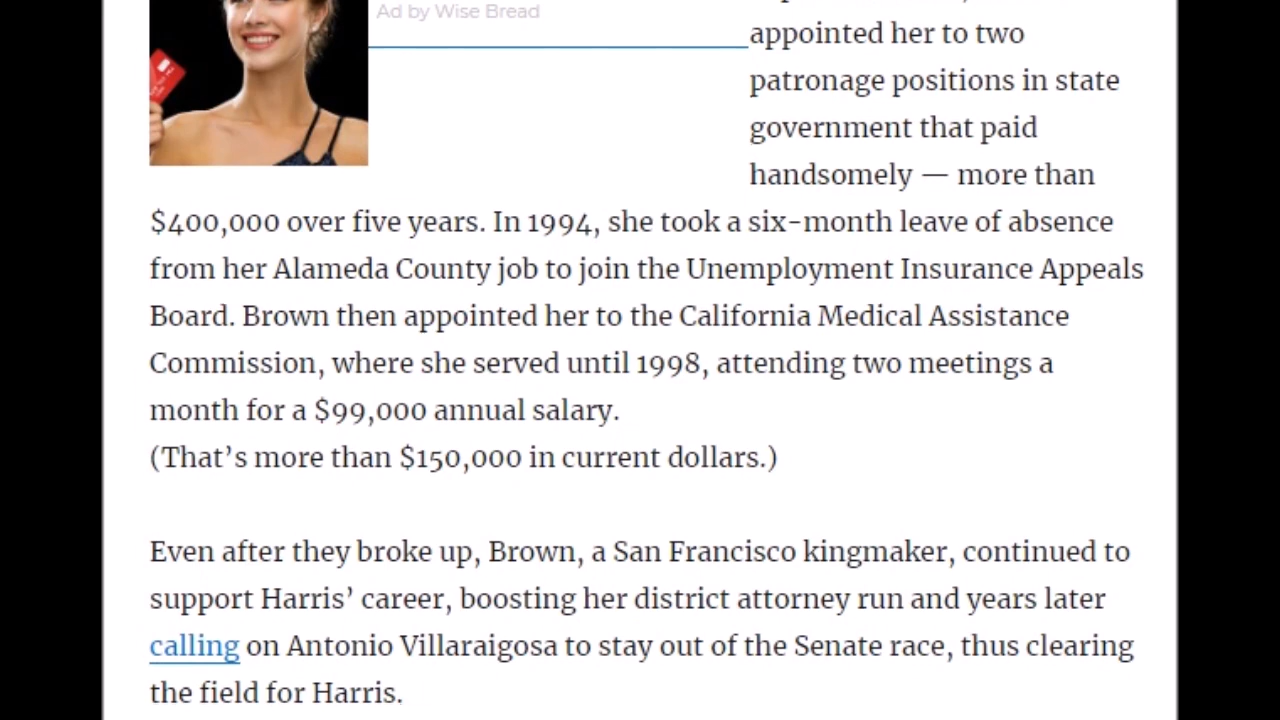 Ad by Wise Bread
appointed her to two
patronage positions in state
government that paid
handsomely — more than
$400,000 over five years. In 1994, she took a six-month leave of absence
from her Alameda County job to join the Unemployment Insurance Appeals
Board. Brown then appointed her to the California Medical Assistance
Commission, where she served until 1998, attending two meetings a
month for a $99,000 annual salary.
(That’s more than $150,000 in current dollars.)
Even after they broke up, Brown, a San Francisco kingmaker, continued to
support Harris’ career, boosting her district attorney run and years later
calling on Antonio Villaraigosa to stay out of the Senate race, thus clearing
the field for Harris.